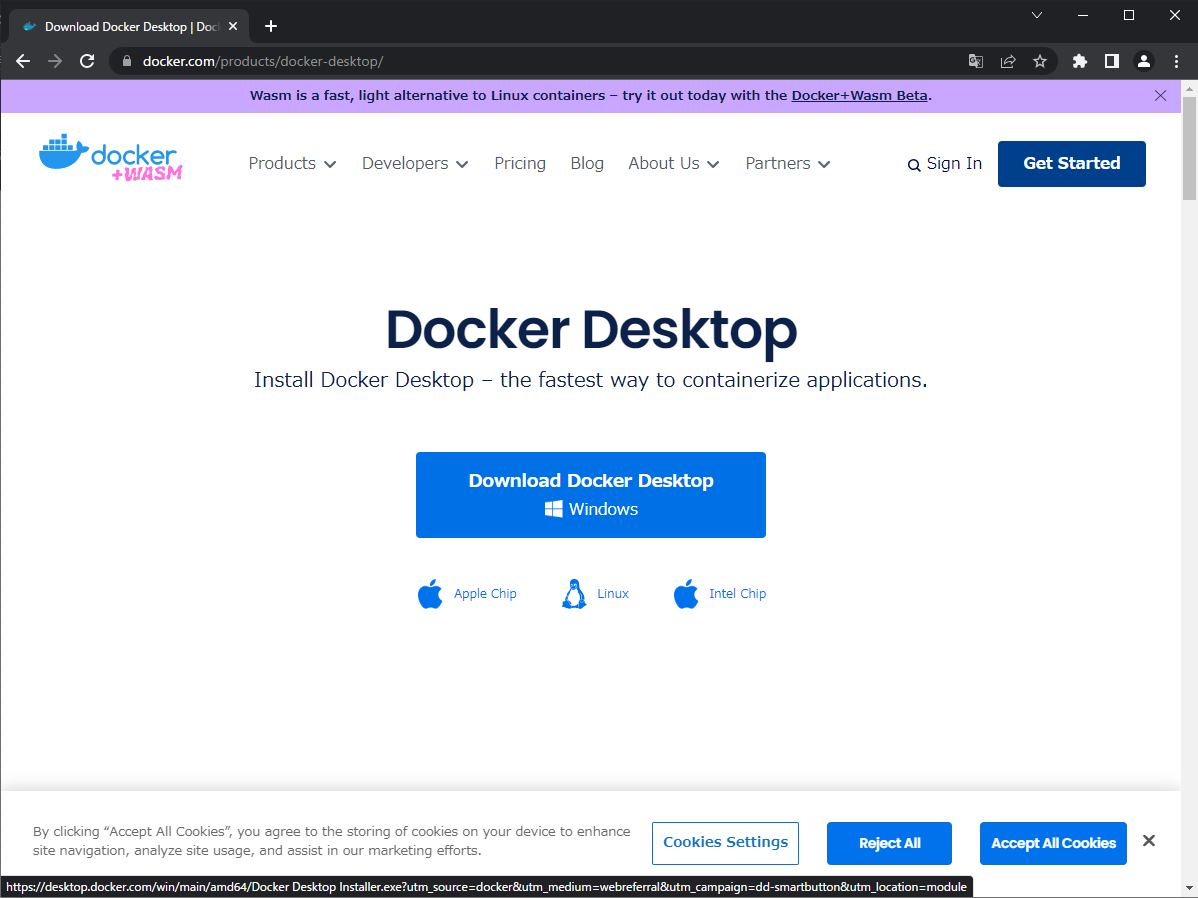 Download Docker Desktop | Doc
docker.com/products/docker-desktop/
Wasm is a fast, light alternative to Linux containers – try it out today with the Docker+Wasm Beta.
docker
+WASM
Products
Developers
Pricing
Blog
About Us
Partners
Sign In
Get Started
Docker Desktop
Install Docker Desktop – the fastest way to containerize applications.
Download Docker Desktop
Windows
Apple Chip
Linux
Intel Chip
By clicking “Accept All Cookies”, you agree to the storing of cookies on your device to enhance
site navigation, analyze site usage, and assist in our marketing efforts.
Cookies Settings
Reject All
Accept All Cookies
https://desktop.docker.com/win/main/amd64/Docker Desktop Installer.exe?utm_source=docker&utm_medium=webreferral&utm_campaign=dd-smartbutton&utm_location=module